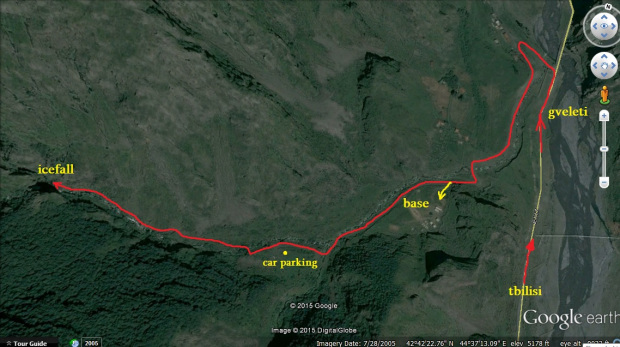 N
gveleti
icefall
base
car parking
tbilisi
© 2015 Google
Image © 2015 DigitalGlobe
Google earth
Tour Guide
2005
Imagery Date: 7/28/2005 42°42'22.76" N 44°37'13.09" E elev 5178 ft eye alt